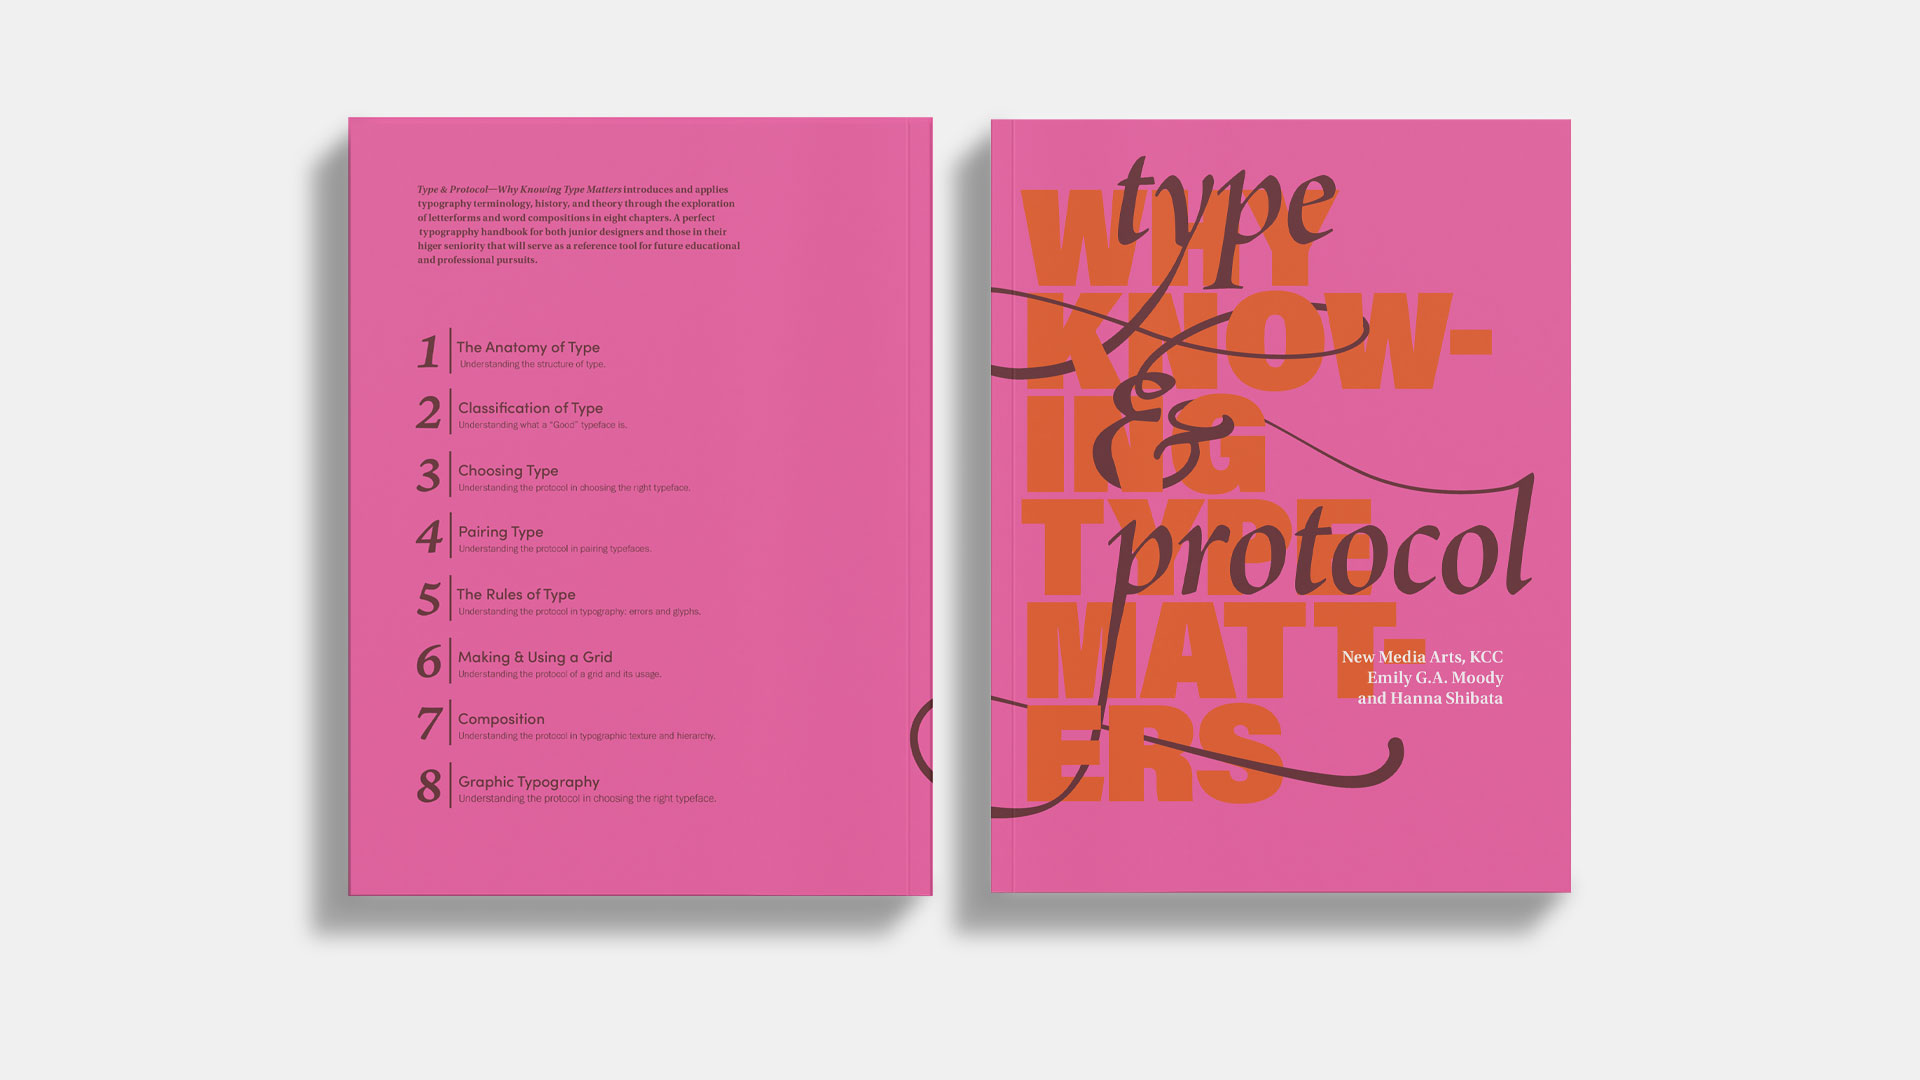 Type & Protocol—Why Knowing Type Matters introduces and applies
typography terminology, history, and theory through the exploration
of letterforms and word compositions in eight chapters. A perfect
typograpphy handbook for both junior designers and those in their
higer seniority that will serve as a reference tool for future educational
and professional pursuits.
1 The Anatomy of Type
Understanding the structure of type.
2 Classification of Type
Understanding what a “Good” typeface is.
3 Choosing Type
Understanding the protocol in choosing the right typeface.
4 Pairing Type
Understanding the protocol in pairing typefaces.
5 The Rules of Type
Understanding the protocol in typography: errors and glyphs.
6 Making & Using a Grid
Understanding the protocol of a grid and its usage.
7 Composition
Understanding the protocol in typographic texture and hierarchy.
8 Graphic Typography
Understanding the protocol in choosing the right typeface.
type
&
protocol
WHY
KNOW-
ING
TYPE
MATT-
ERS
New Media Arts, KCC
Emily G.A. Moody
and Hanna Shibata